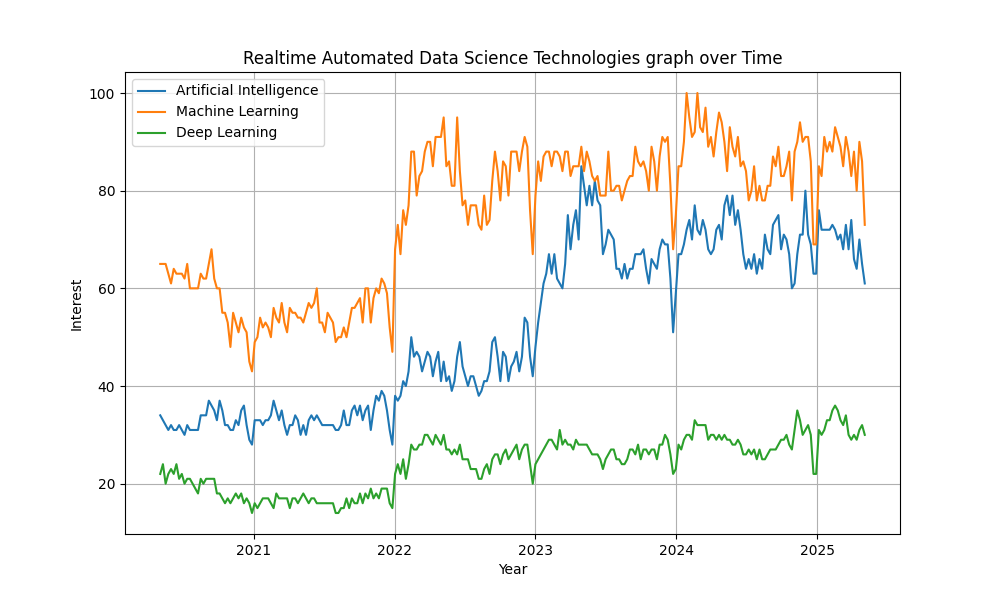 Realtime Automated Data Science Technologies graph over Time
Artificial Intelligence
Machine Learning
Deep Learning
100
80
60
40
20
Interest
2021 2022 2023 2024 2025
Year